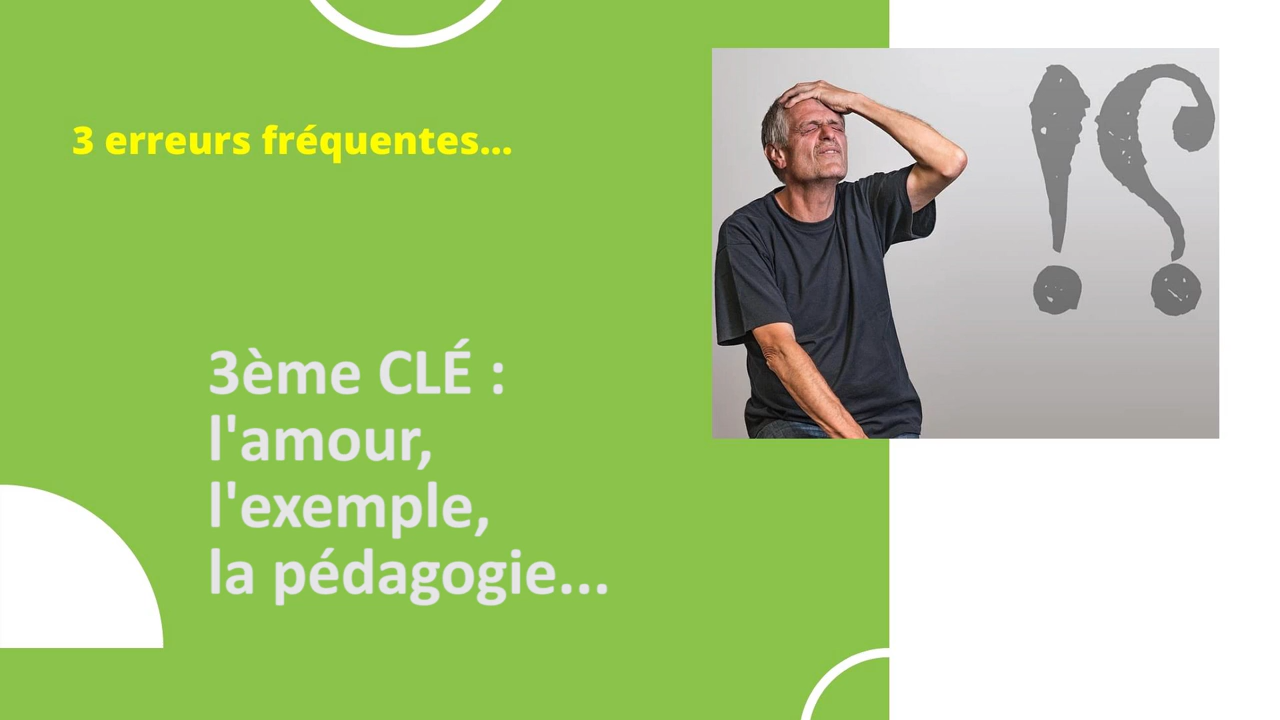 3 erreurs fréquentes...
!?
3ème CLÉ :
l'amour,
l'exemple,
la pédagogie...